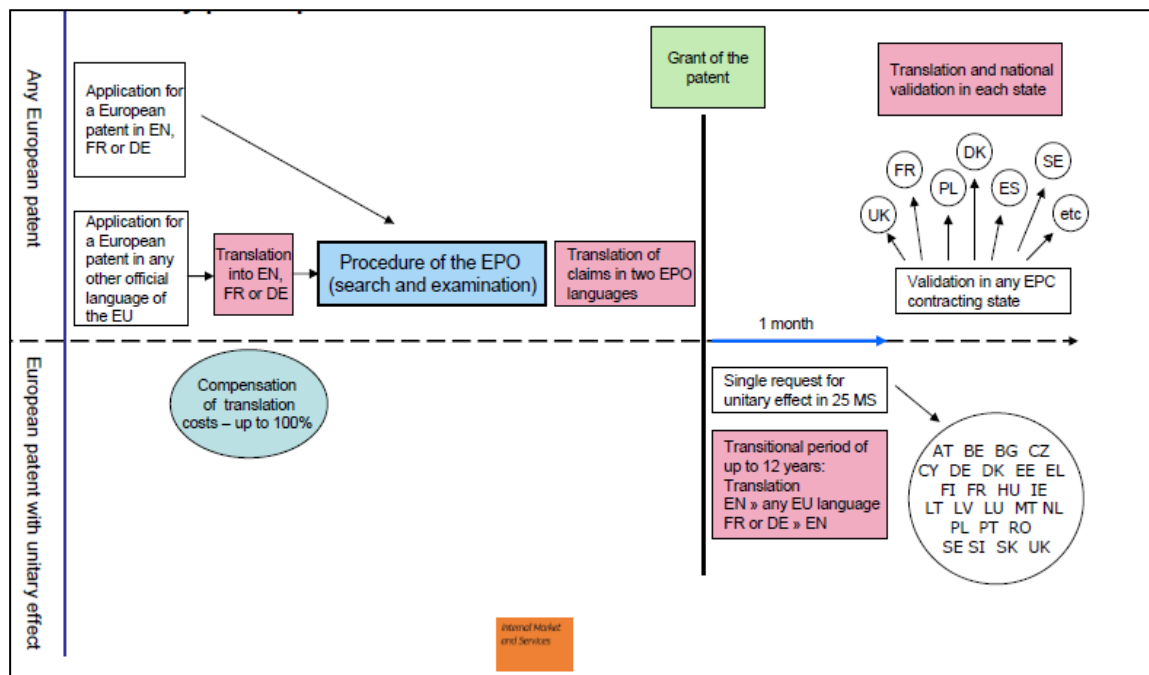 Any European patent
Application for
a European
patent in EN,
FR or DE
Application for
a European
patent in any
other official
language of
the EU
Translation
into EN,
FR or DE
Procedure of the EPO
(search and examination)
Translation of
claims in two EPO
languages
Grant of the
patent
Translation and national
validation in each state
UK
FR
PL
DK
ES
SE
etc
Validation in any EPC
contracting state
1 month
European patent with unitary effect
Compensation
of translation
costs – up to 100%
Single request for
unitary effect in 25 MS
Transitional period of
up to 12 years:
Translation
EN » any EU language
FR or DE » EN
AT BE BG CZ
CY DE DK EE EL
FI FR HU IE
LT LV LU MT NL
PL PT RO
SE SI SK UK
Internal Market
and Services